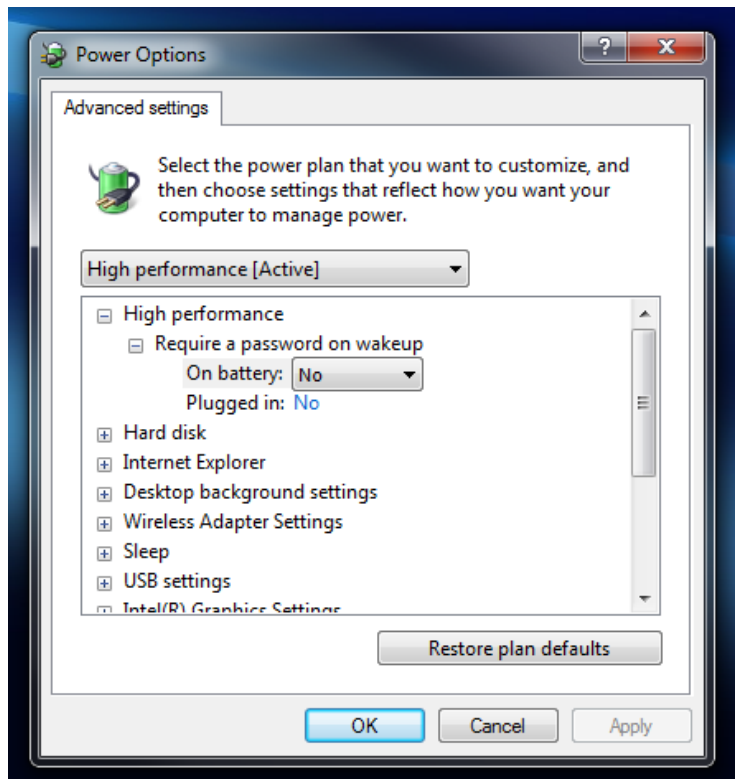 Power Options
Advanced settings
Select the power plan that you want to customize, and
then choose settings that reflect how you want your
computer to manage power.
High performance [Active]
High performance
Require a password on wakeup
On battery: No
Plugged in: No
Hard disk
Internet Explorer
Desktop background settings
Wireless Adapter Settings
Sleep
USB settings
Intel(R) Graphics Settings
Restore plan defaults
OK Cancel Apply